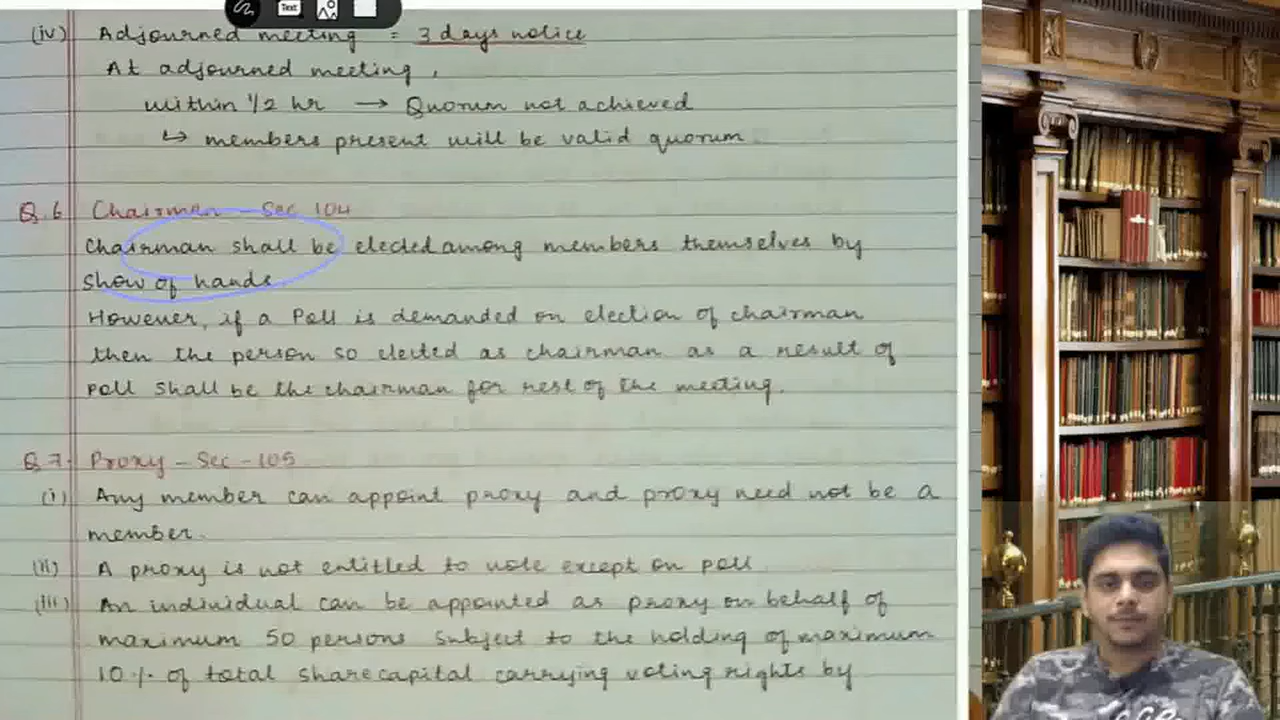 Text
(iv) Adjourned meeting = 3 days notice
At adjourned meeting,
within 1/2 hr → Quorum not achieved
↳ members present will be valid quorum
Q.6 Chairman - Sec 104
Chairman shall be elected among members themselves by
show of hands.
However, if a Poll is demanded on election of chairman
then the person so elected as chairman as a result of
poll shall be the chairman for rest of the meeting.
Q.7. Proxy - Sec - 105
(i) Any member can appoint proxy and proxy need not be a
member.
(ii) A proxy is not entitled to vote except on poll
(iii) An individual can be appointed as proxy on behalf of
maximum 50 persons subject to the holding of maximum
10% of total share capital carrying voting rights by